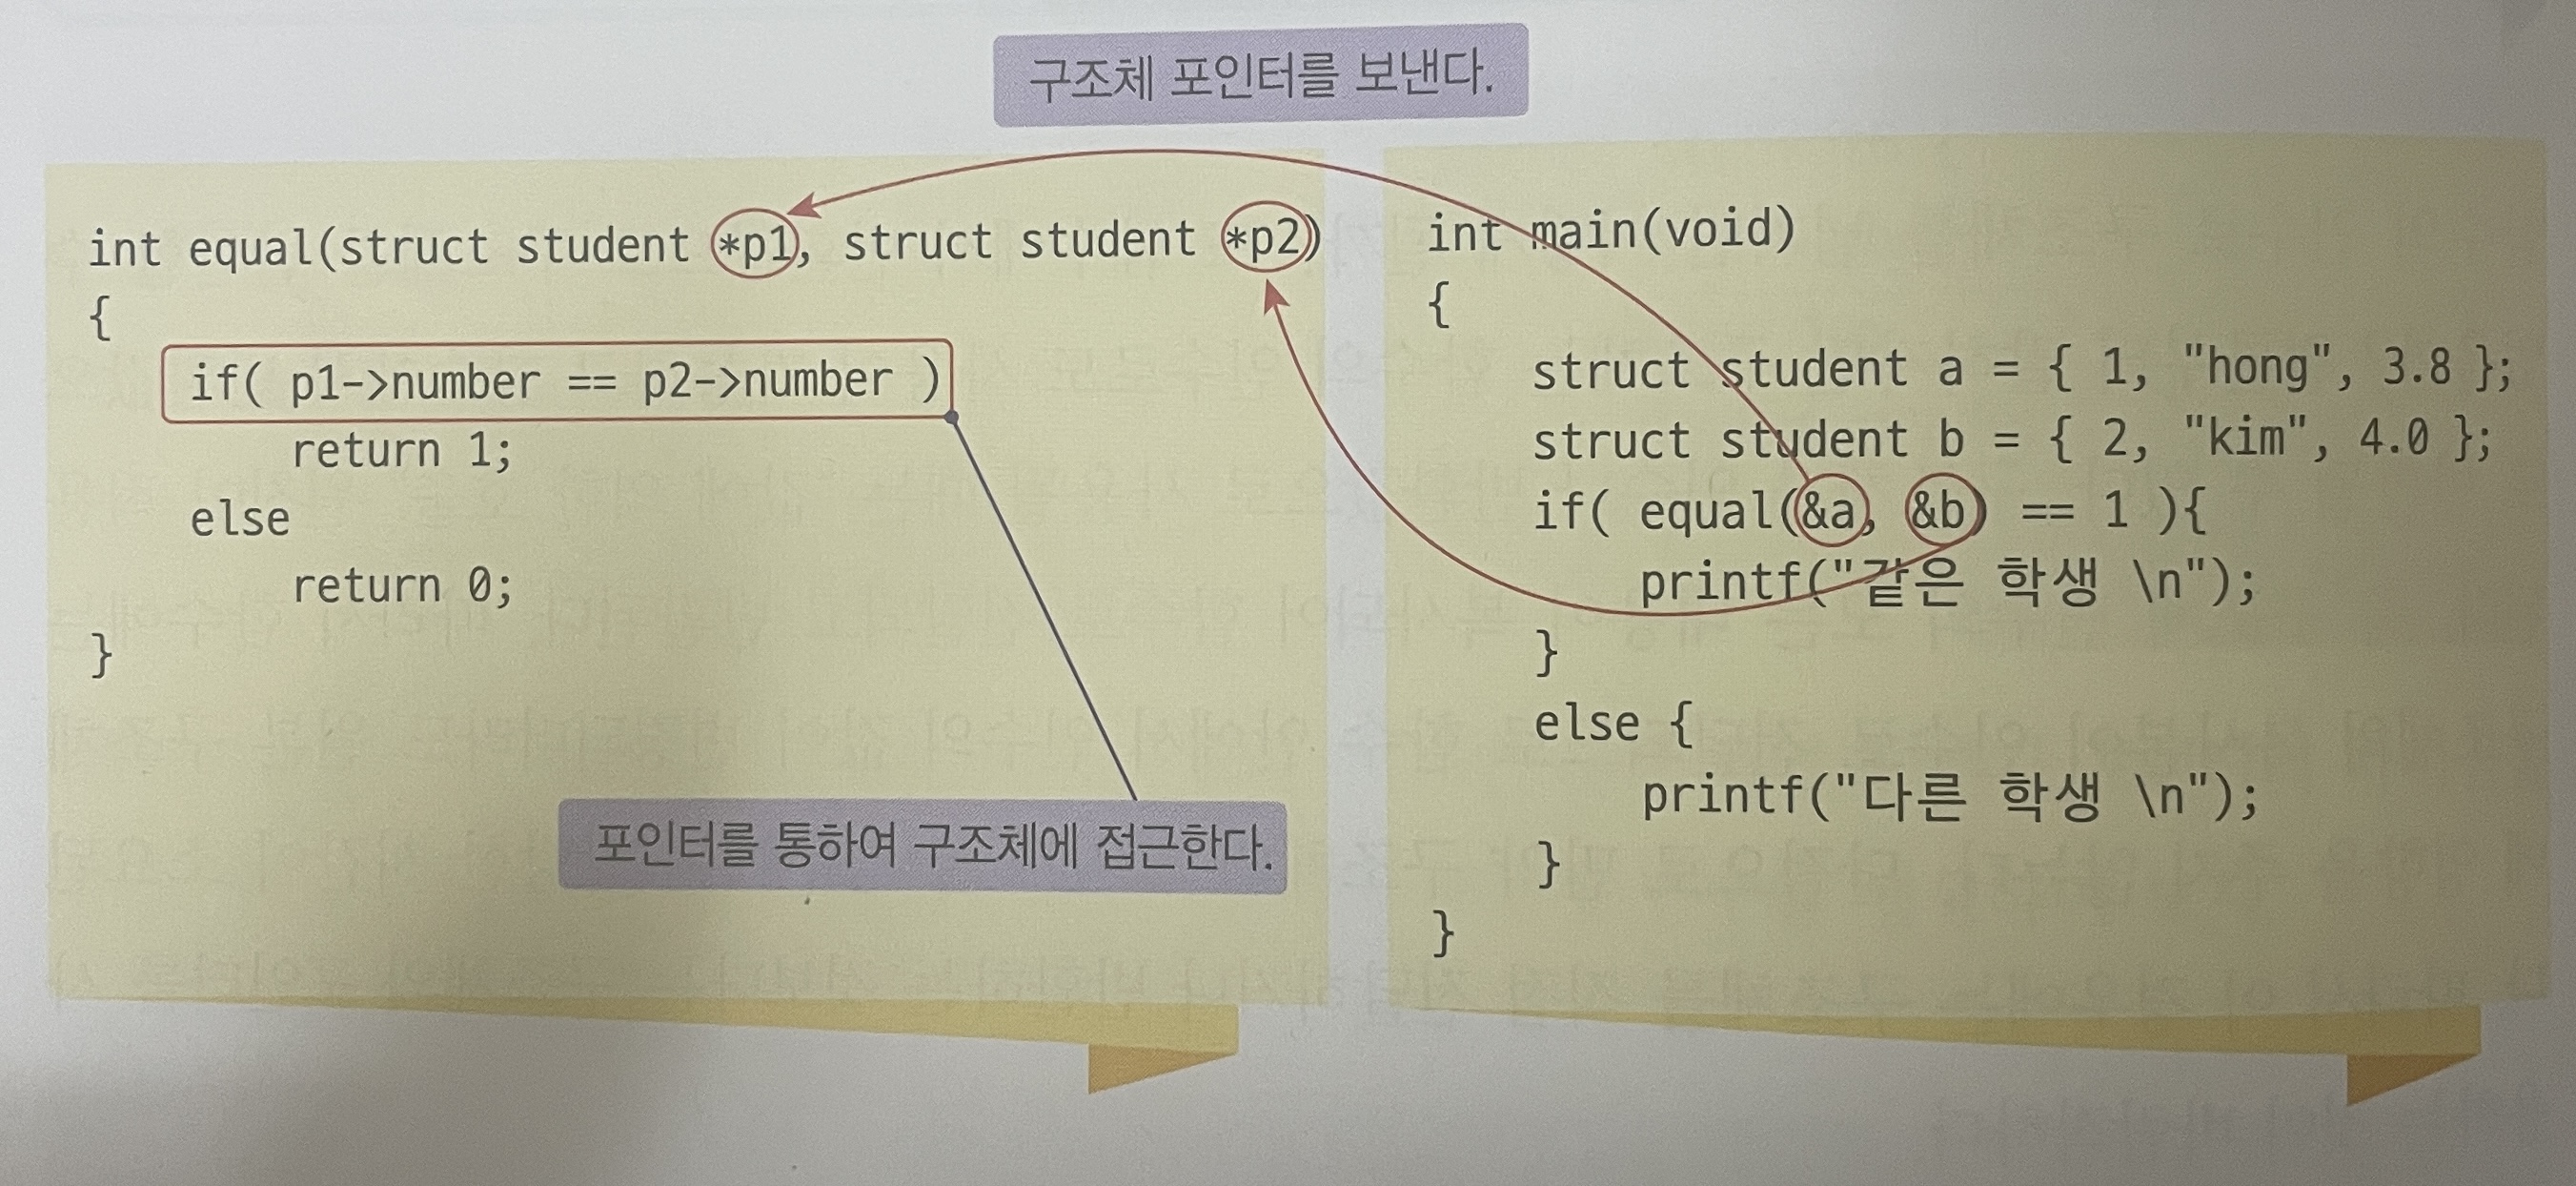 구조체 포인터를 보낸다.
int equal(struct student *p1, struct student *p2)
{
if( p1->number == p2->number )
return 1;
else
return 0;
}
포인터를 통하여 구조체에 접근한다.
int main(void)
{
struct student a = { 1, "hong", 3.8 };
struct student b = { 2, "kim", 4.0 };
if( equal(&a, &b) == 1 ){
printf("같은 학생 \n");
}
else {
printf("다른 학생 \n");
}
}